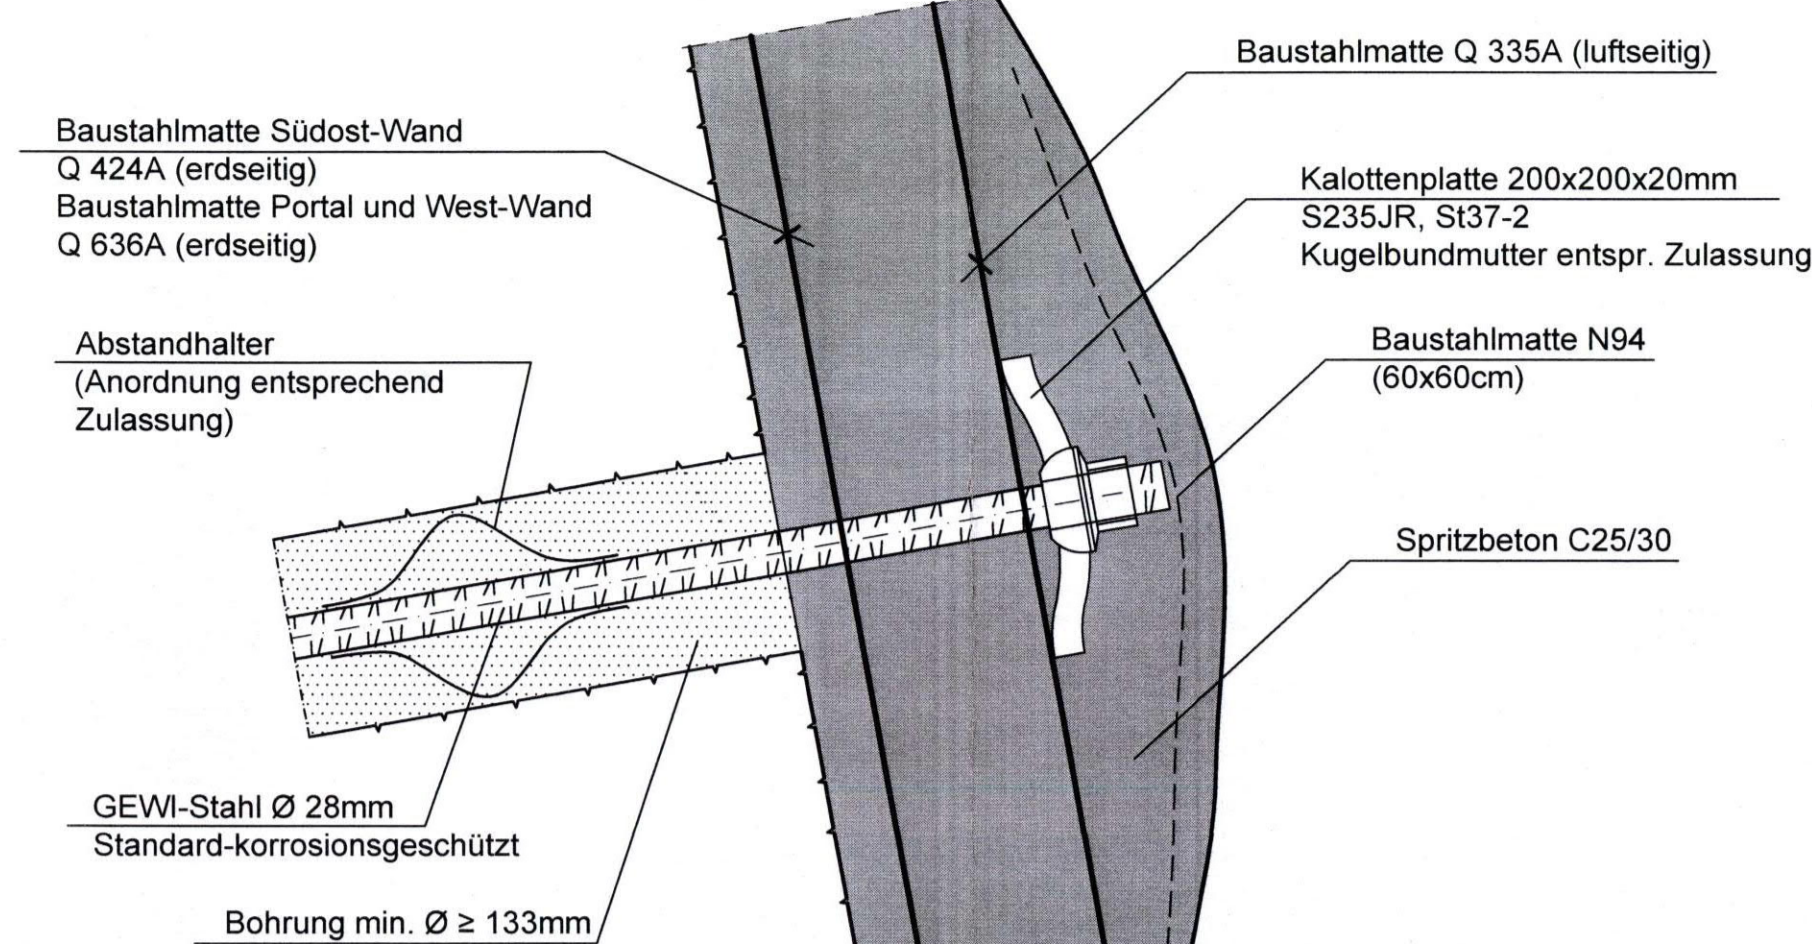 Baustahlmatte Südost-Wand
Q 424A (erdseitig)
Baustahlmatte Portal und West-Wand
Q 636A (erdseitig)
Abstandhalter
(Anordnung entsprechend
Zulassung)
GEWI-Stahl Ø 28mm
Standard-korrosionsgeschützt
Bohrung min. Ø ≥ 133mm
Baustahlmatte Q 335A (luftseitig)
Kalottenplatte 200x200x20mm
S235JR, St37-2
Kugelbundmutter entspr. Zulassung
Baustahlmatte N94
(60x60cm)
Spritzbeton C25/30